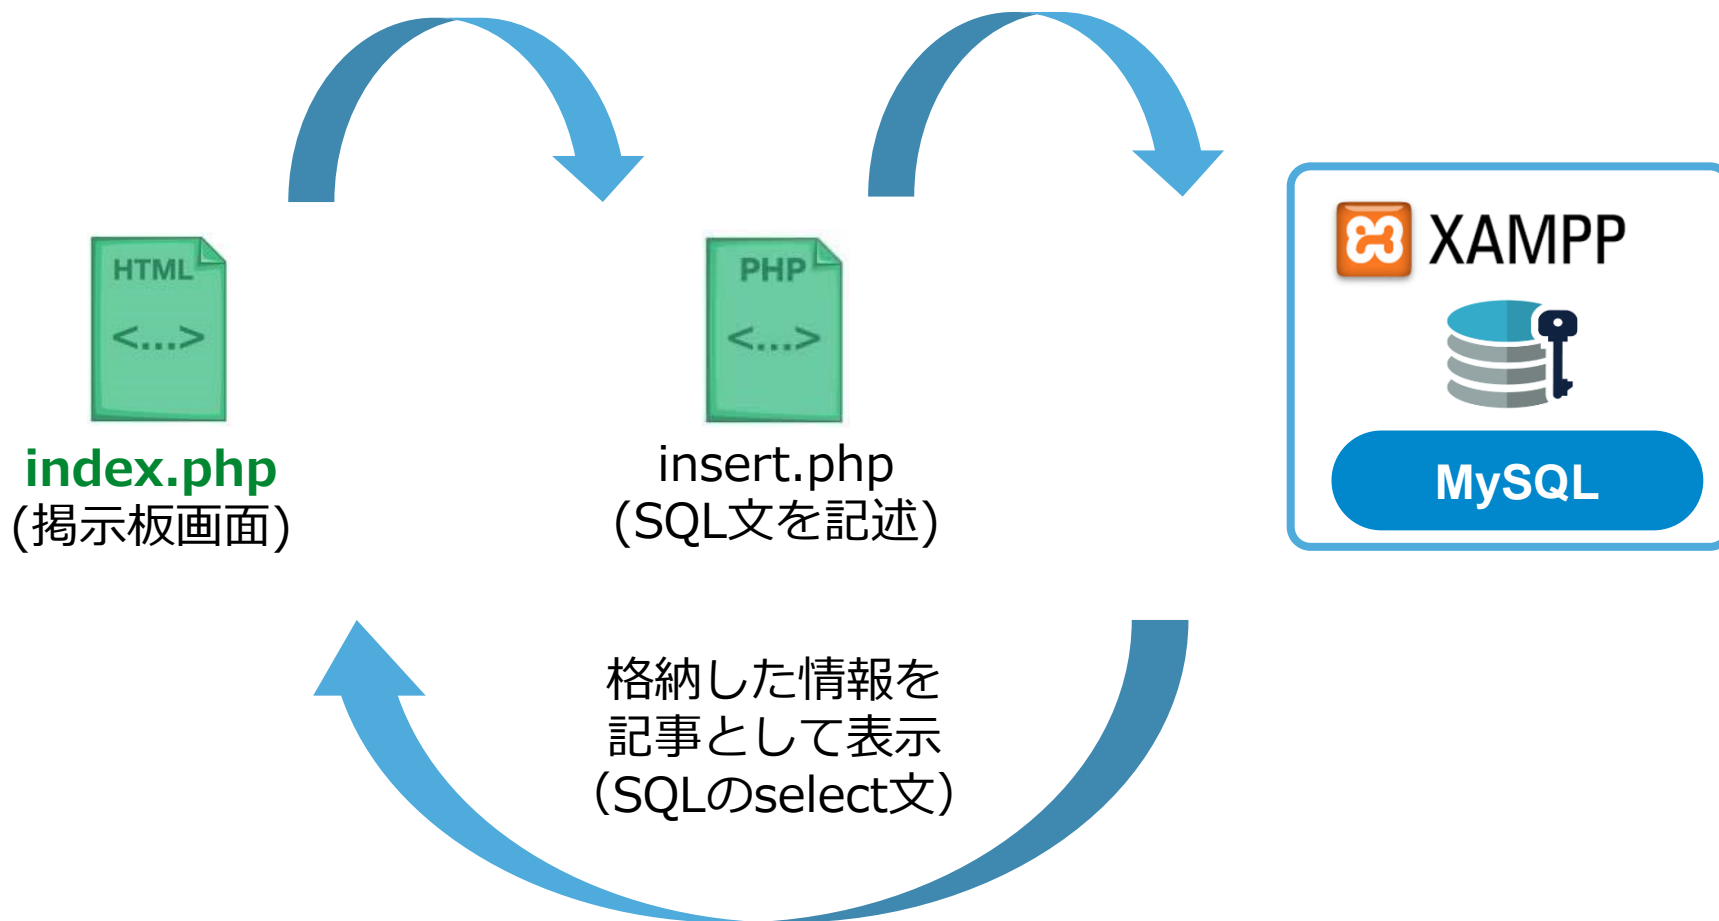 HTML
<...>
index.php
(掲示板画面)
PHP
<...>
insert.php
(SQL文を記述)
XAMPP
MySQL
格納した情報を
記事として表示
（SQLのselect文）